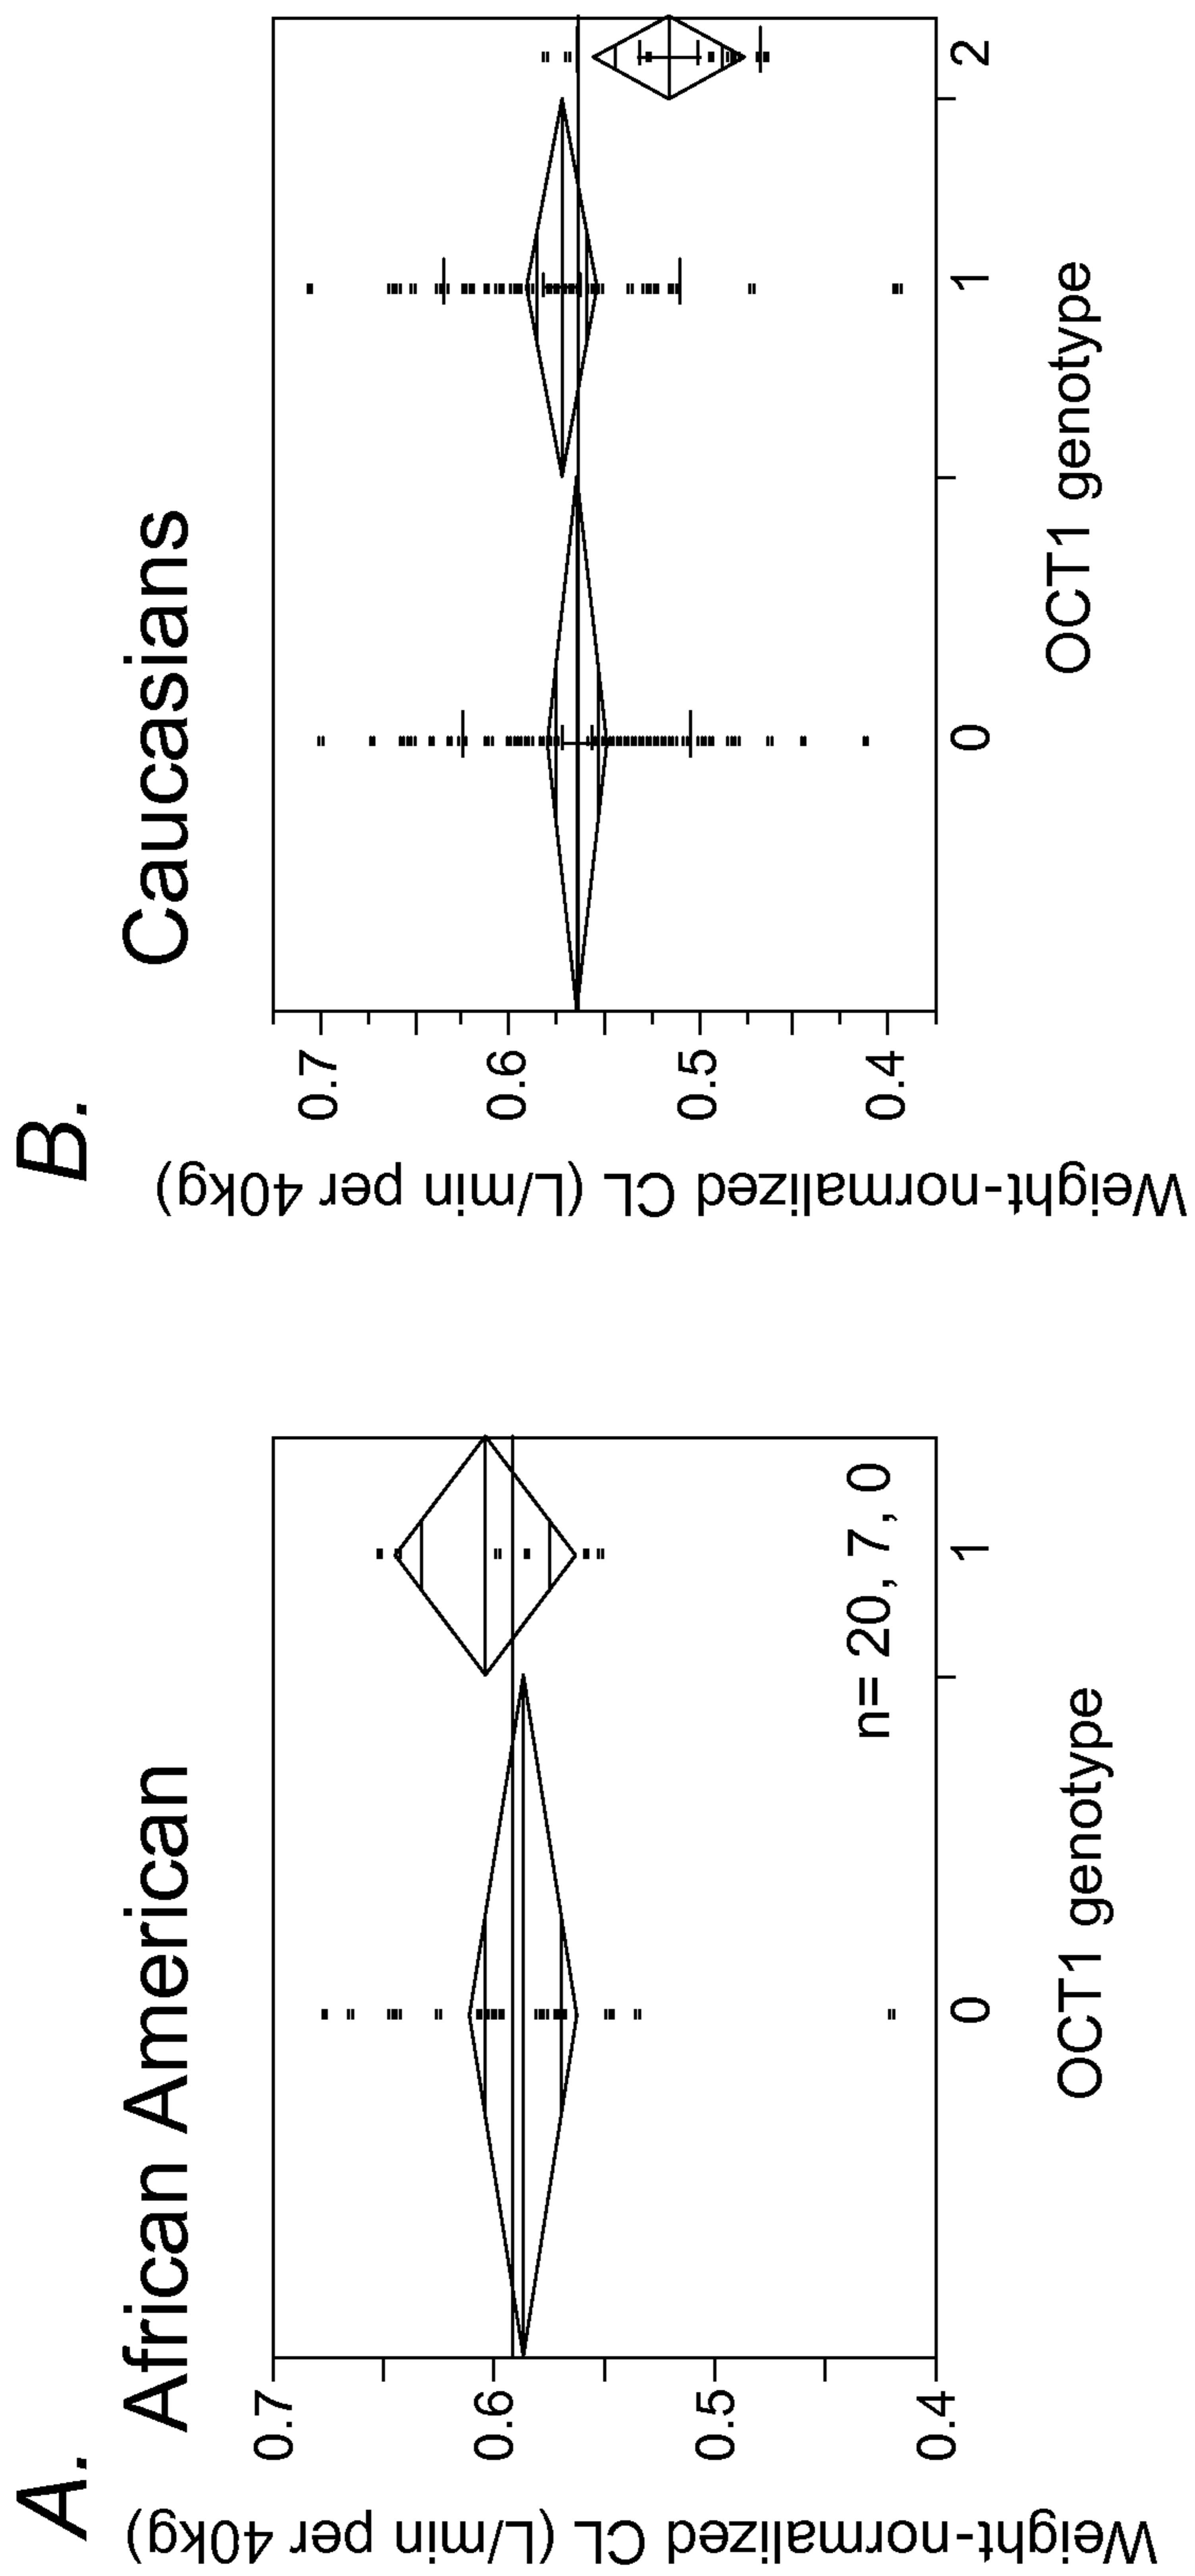 A. African American
Weight-normalized CL (L/min per 40kg)
0.7
0.6
0.5
0.4
n= 20, 7, 0
0 1
OCT1 genotype
B. Caucasians
Weight-normalized CL (L/min per 40kg)
0.7
0.6
0.5
0.4
0 1 2
OCT1 genotype